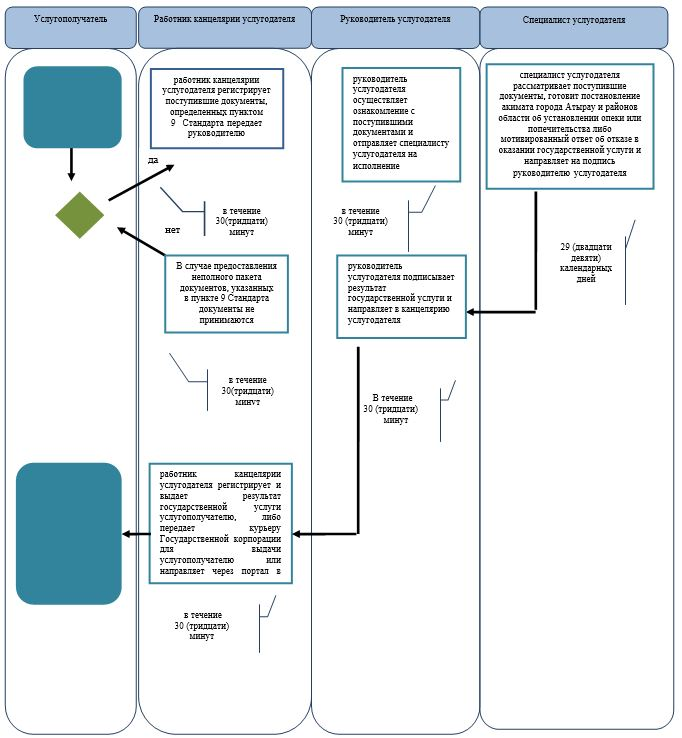 Услугополучатель
Работник канцелярии услугодателя
Руководитель услугодателя
Специалист услугодателя
работник канцелярии
услугодателя регистрирует
поступившие документы,
определенных пунктом
9 Стандарта передает
руководителю
руководитель
услугодателя
осуществляет
ознакомление с
поступившими
документами и
отправляет специалисту
услугодателя на
исполнение
специалист услугодателя
рассматривает поступившие
документы, готовит постановление
акимата города Атырау и районов
области об установлении опеки или
попечительства либо
мотивированный ответ об отказе в
оказании государственной услуги и
направляет на подпись
руководителю услугодателя
да
нет
в течение
30(тридцати)
минут
в течение
30 (тридцати)
минут
29 (двадцати
девяти)
календарных
дней
В случае предоставления
неполного пакета
документов, указанных
в пункте 9 Стандарта
документы не
принимаются
руководитель
услугодателя подписывает
результат
государственной услуги и
направляет в канцелярию
услугодателя
в течение
30(тридцати)
минут
В течение
30 (тридцати)
минут
работник канцелярии
услугодателя регистрирует и
выдает результат
государственной услуги
услугополучателю, либо
передает курьеру
Государственной корпорации
для выдачи
услугополучателю или
направляет через портал в
в течение
30 (тридцати)
минут